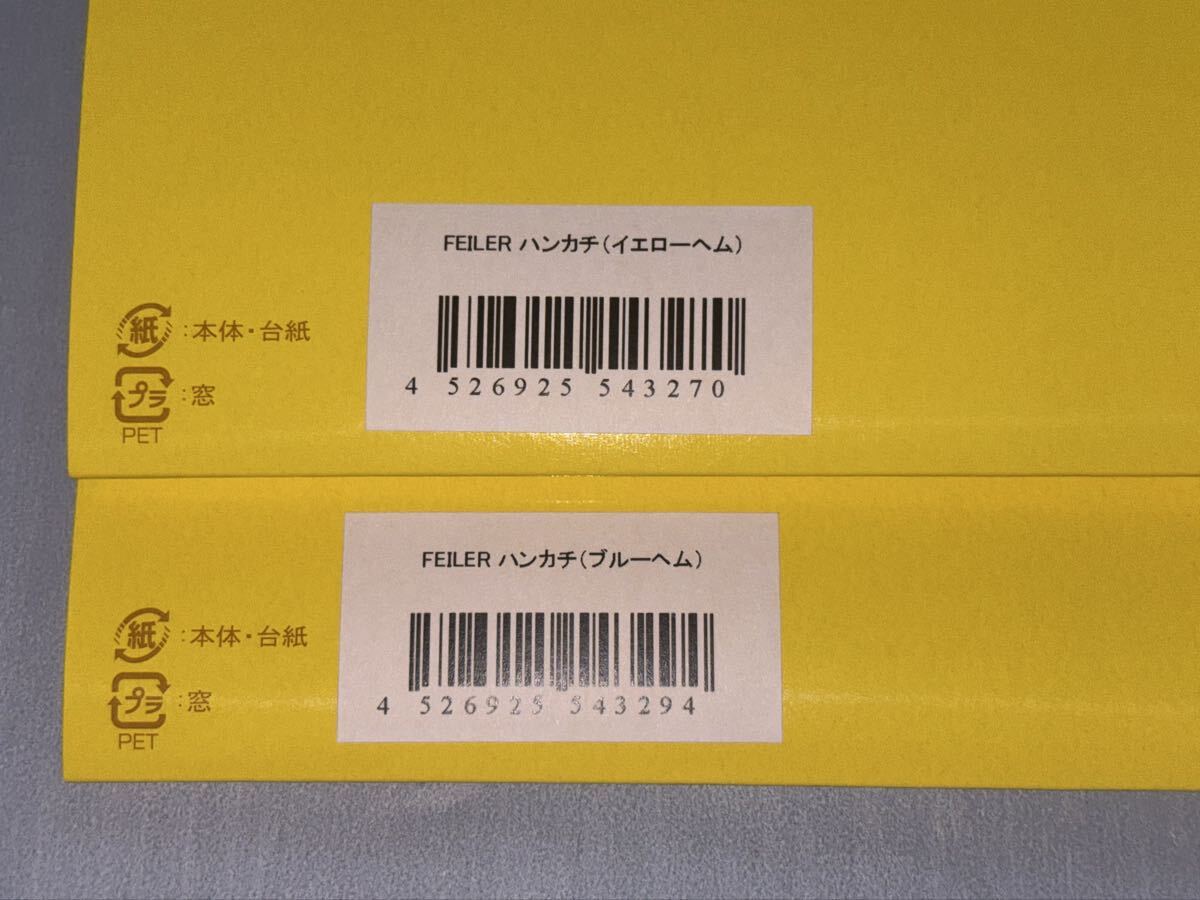 FEILER ハンカチ(イエローヘム)
4 526925 543270
紙:本体・台紙
プラ:窓
PET
FEILER ハンカチ(ブルーヘム)
4 526925 543294
紙:本体・台紙
プラ:窓
PET